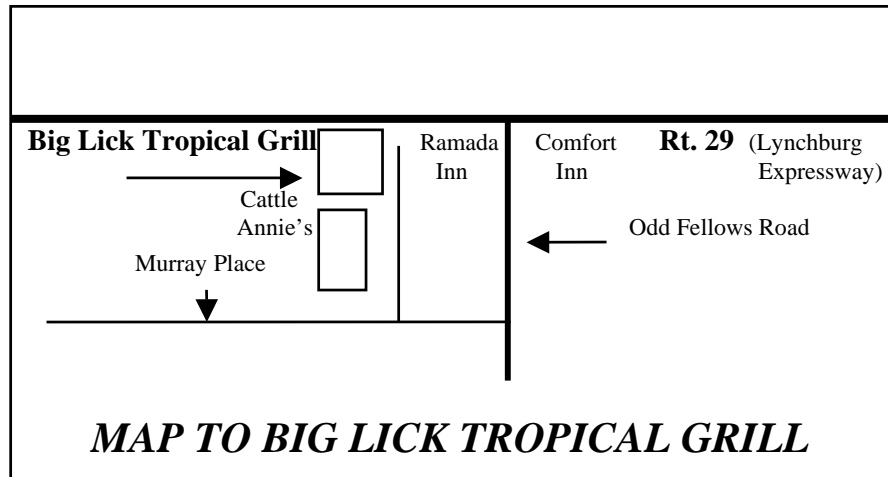 Big Lick Tropical Grill
Ramada
Inn
Comfort
Inn
Rt. 29 (Lynchburg
Expressway)
Cattle
Annie's
Odd Fellows Road
Murray Place
MAP TO BIG LICK TROPICAL GRILL